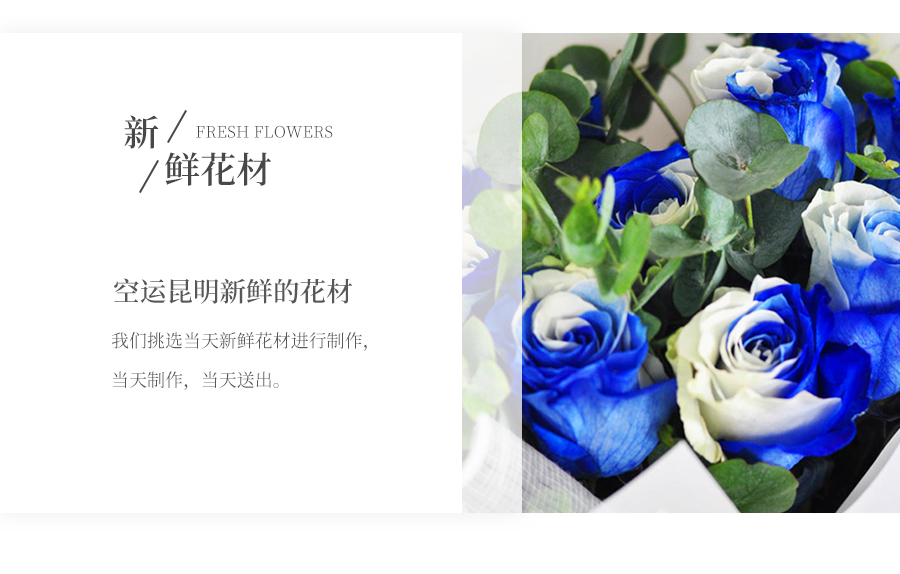 新
FRESH FLOWERS
鲜花材
空运昆明新鲜的花材
我们挑选当天新鲜花材进行制作，
当天制作，当天送出。